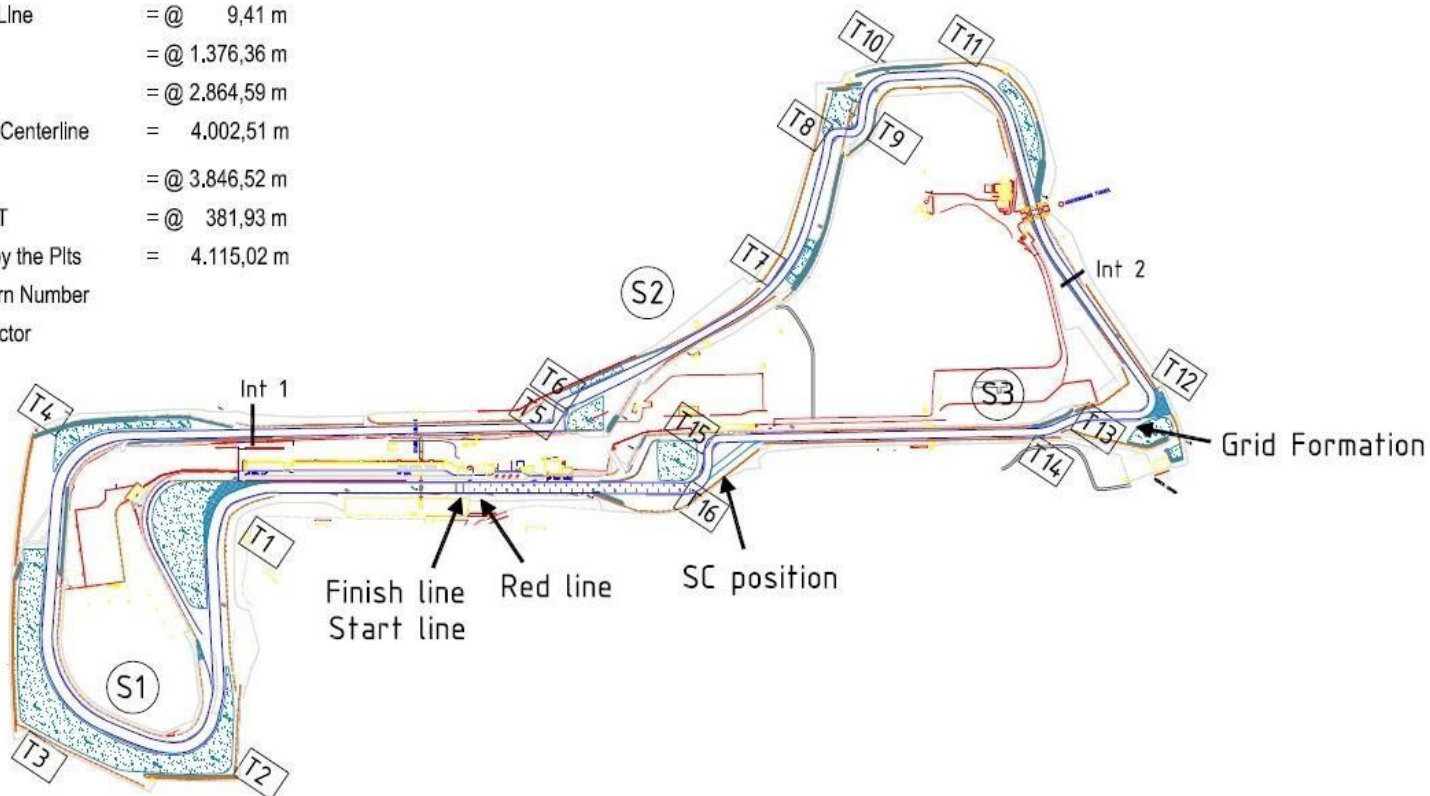 LIne = @ 9,41 m
= @ 1.376,36 m
= @ 2.864,59 m
Centerline = 4.002,51 m
= @ 3.846,52 m
T = @ 381,93 m
by the PIts = 4.115,02 m
rn Number
ctor
T10
T11
T8
T9
T7
Int 2
S2
T6
T5
T12
Int 1
T4
S3
T15
T13
T14
Grid Formation
16
T1
Finish line
Start line
Red line
SC position
S1
T3
T2